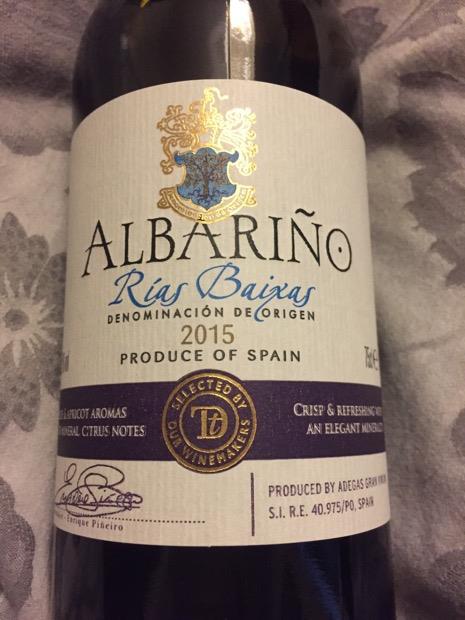 ALBARIÑO
Rías Baixas
DENOMINACIÓN DE ORIGEN
2015
PRODUCE OF SPAIN
75cl e
SELECTED BY
OUR WINEMAKERS
& APRICOT AROMAS
MINERAL CITRUS NOTES
CRISP & REFRESHING
AN ELEGANT
Enrique Piñeiro
PRODUCED BY ADEGAS GRAN
S.I. R.E. 40.975/PO, SPAIN